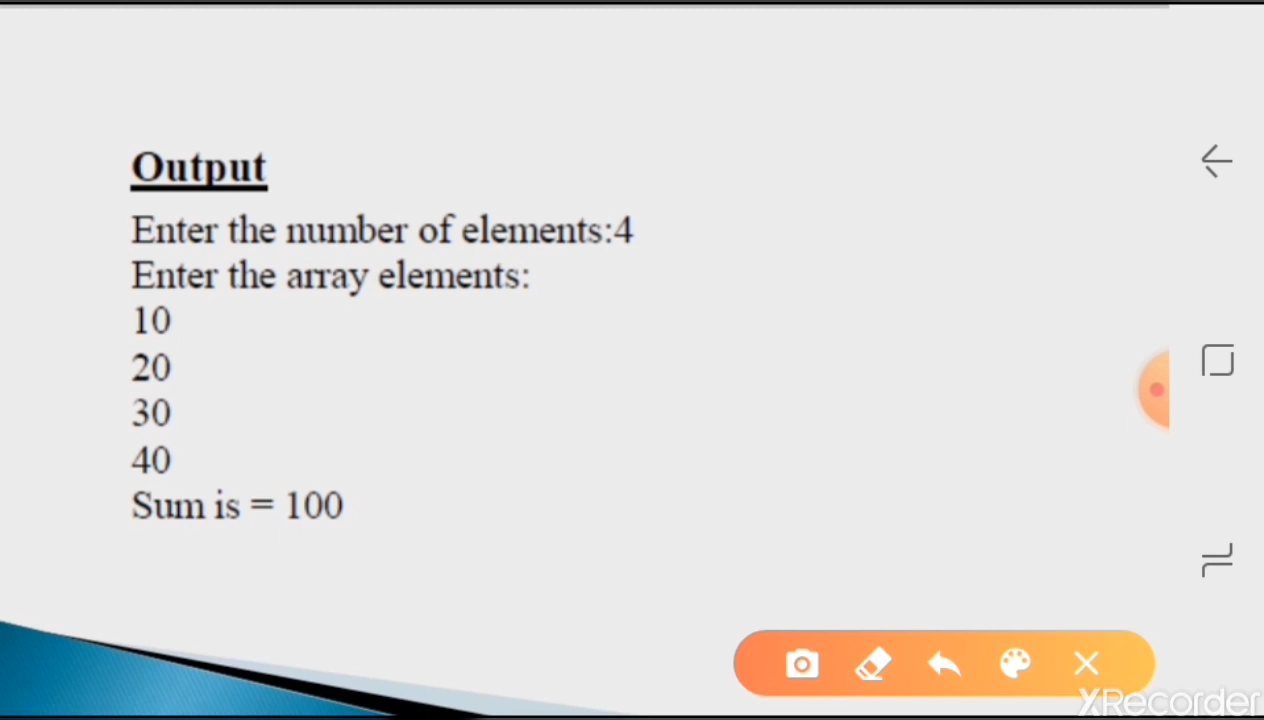 Output
Enter the number of elements:4
Enter the array elements:
10
20
30
40
Sum is = 100
XRecorder